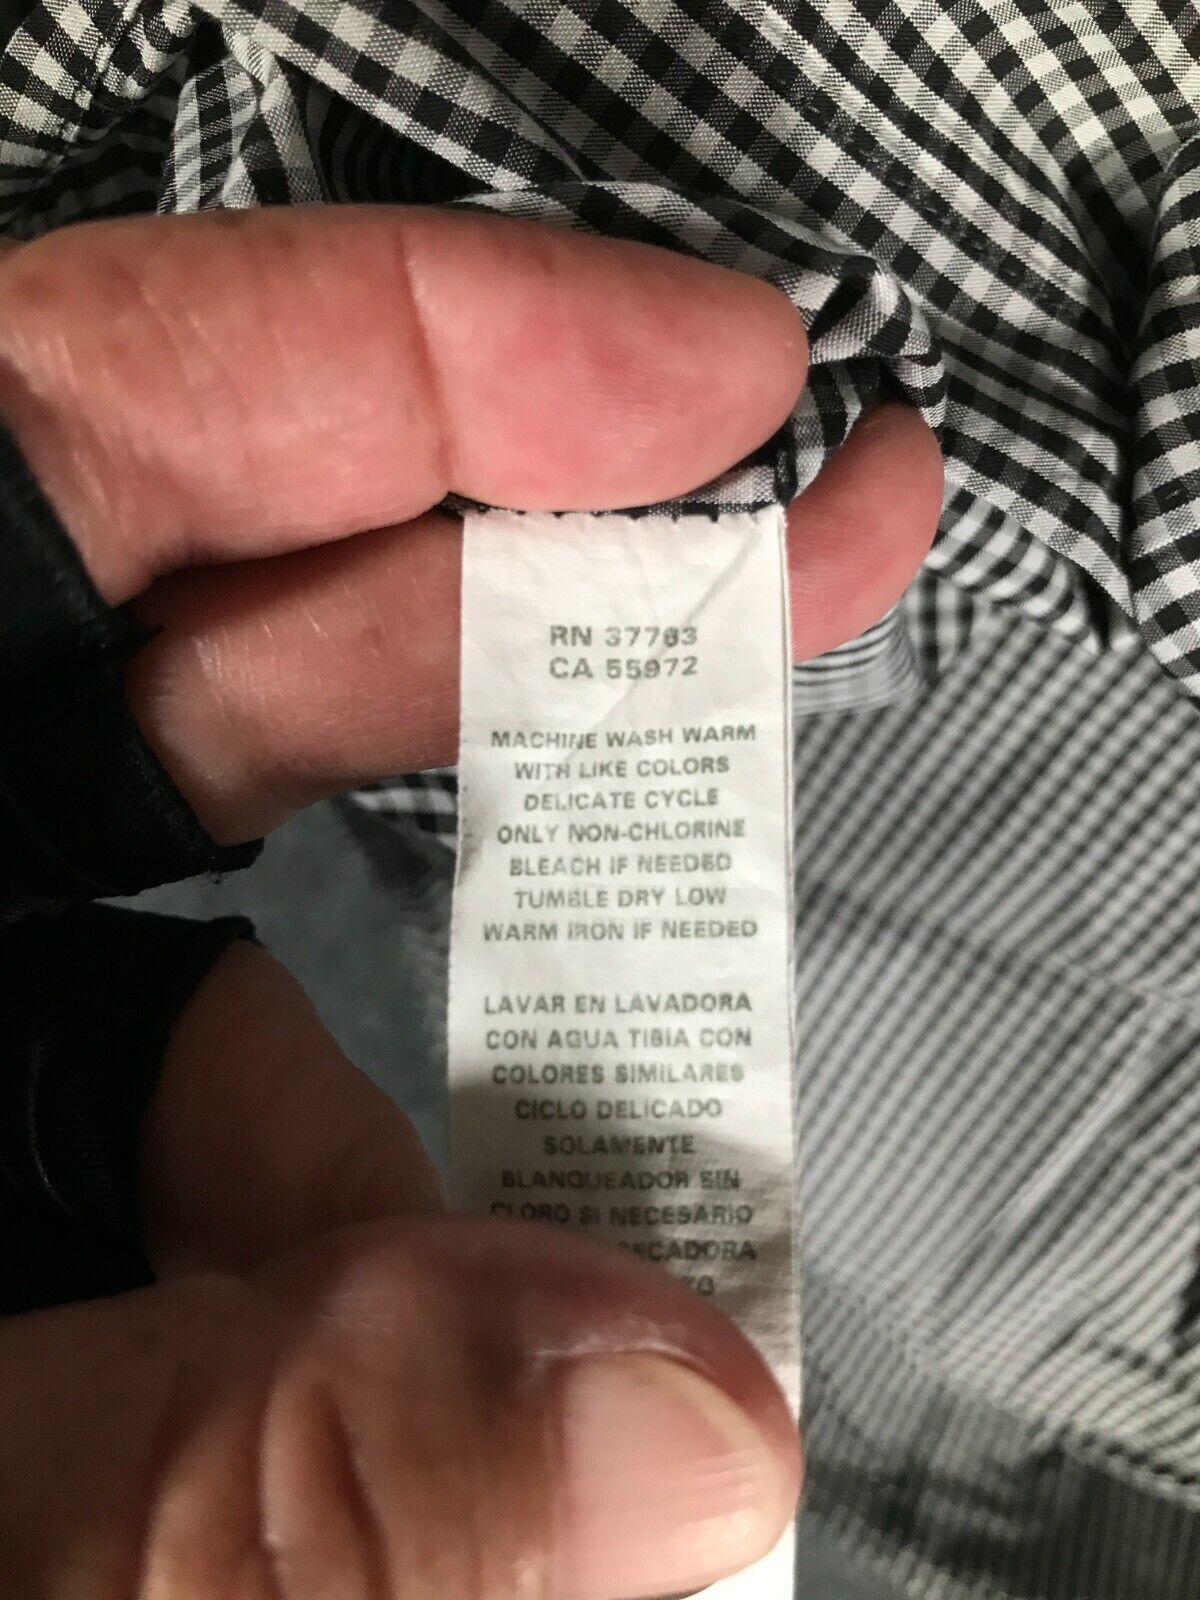 RN 37763
CA 55972
MACHINE WASH WARM
WITH LIKE COLORS
DELICATE CYCLE
ONLY NON-CHLORINE
BLEACH IF NEEDED
TUMBLE DRY LOW
WARM IRON IF NEEDED
LAVAR EN LAVADORA
CON AGUA TIBIA CON
COLORES SIMILARES
CICLO DELICADO
SOLAMENTE
BLANQUEADOR SIN
CLORO SI NECESARIO